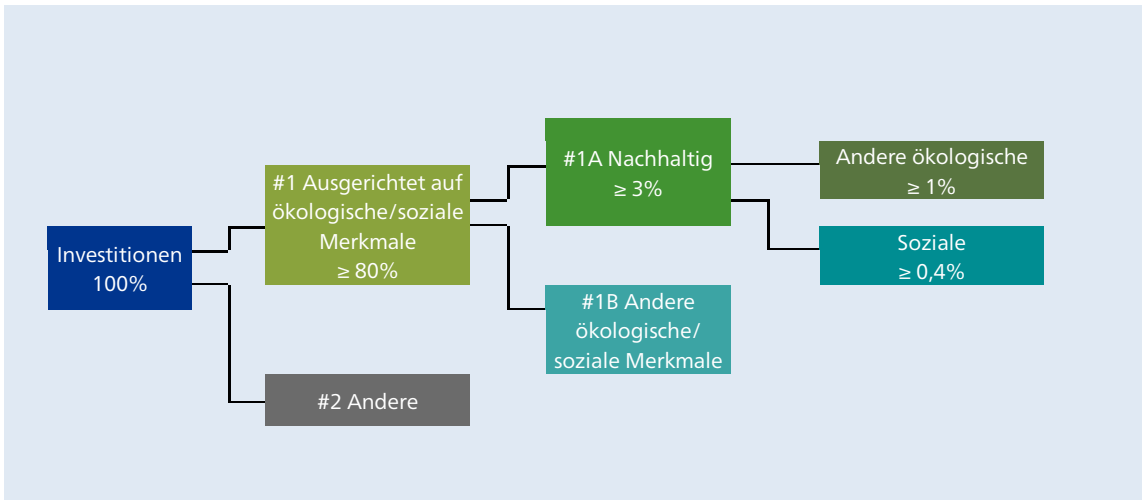 Investitionen
100%
#1 Ausgerichtet auf
ökologische/soziale
Merkmale
≥ 80%
#2 Andere
#1A Nachhaltig
≥ 3%
#1B Andere
ökologische/
soziale Merkmale
Andere ökologische
≥ 1%
Soziale
≥ 0,4%